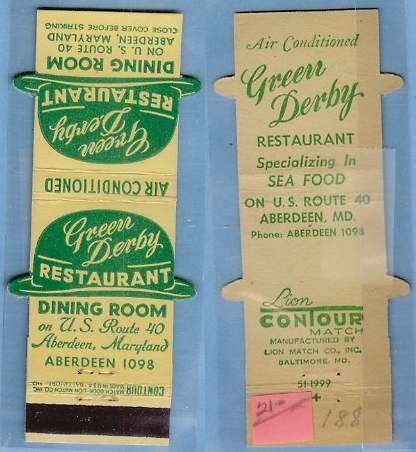 CLOSE COVER BEFORE STRIKING
ABERDEEN, MARYLAND
ON U. S. ROUTE 40
DINING ROOM
RESTAURANT
Green
Derby
AIR CONDITIONED
Green
Derby
RESTAURANT
DINING ROOM
on U.S. Route 40
Aberdeen, Maryland
ABERDEEN 1098
CONTOUR
Air Conditioned
Green
Derby
RESTAURANT
Specializing In
SEA FOOD
ON U.S. ROUTE 40
ABERDEEN, MD.
Phone: ABERDEEN 1098
Lion
CONTOUR
MATCH
MANUFACTURED BY
LION MATCH CO., INC.
BALTIMORE, MD.
51-1999
21-
188